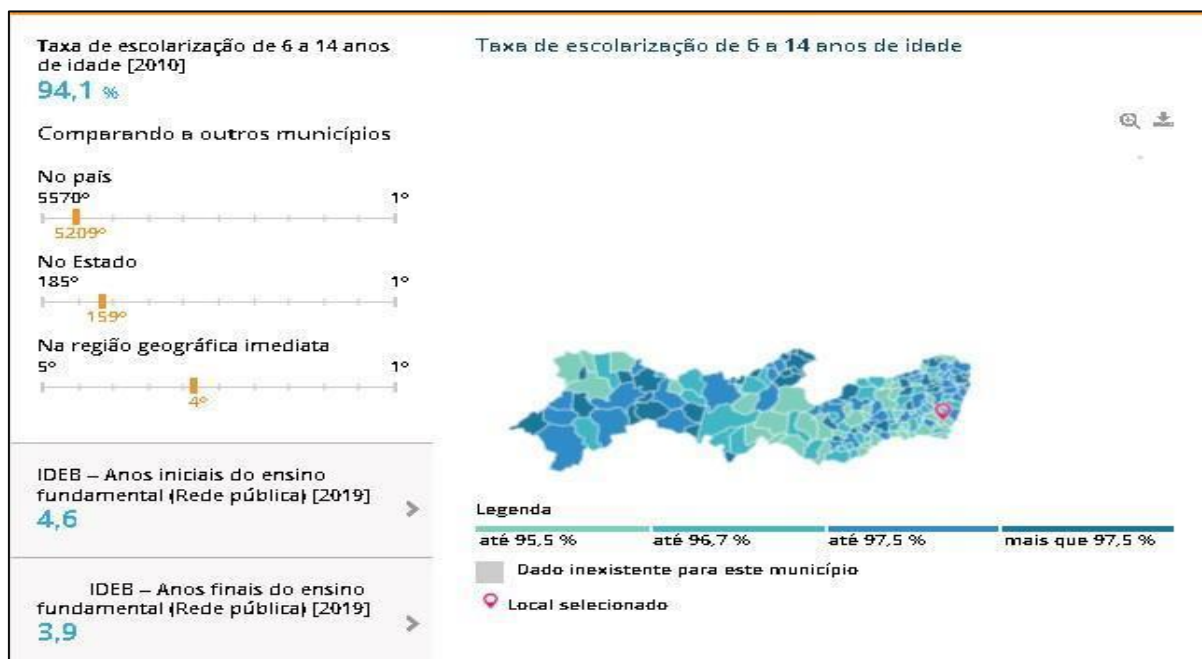 Taxa de escolarização de 6 a 14 anos
de idade [2010]
94,1 %
Comparando a outros municípios
No país
5570º 1º
5209º
No Estado
185º 1º
159º
Na região geográfica imediata
5º 1º
4º
IDEB – Anos iniciais do ensino
fundamental (Rede pública) [2019]
4,6
IDEB – Anos finais do ensino
fundamental (Rede pública) [2019]
3,9
Taxa de escolarização de 6 a 14 anos de idade
Legenda
até 95,5 % até 96,7 % até 97,5 % mais que 97,5 %
Dado inexistente para este município
Local selecionado